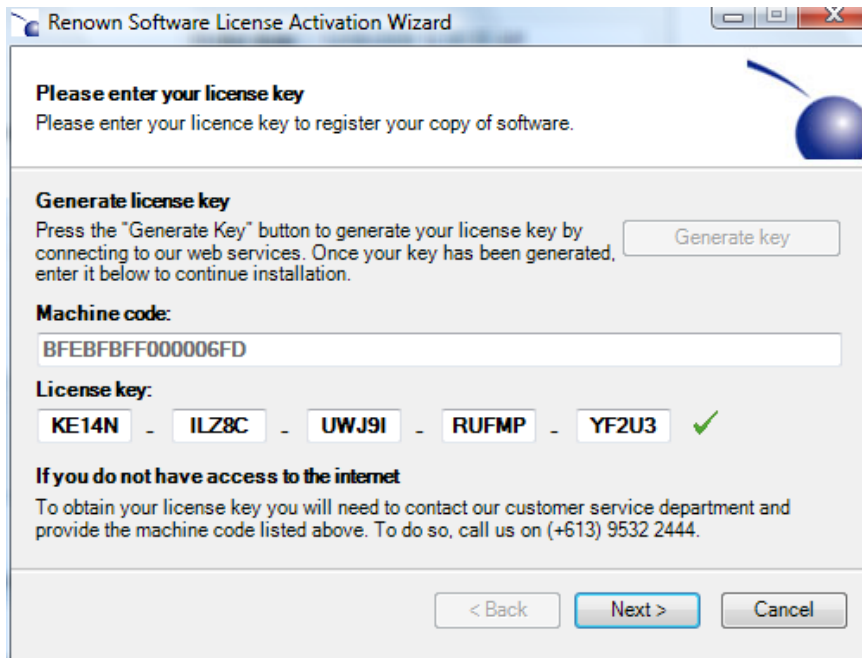 Renown Software License Activation Wizard
Please enter your license key
Please enter your licence key to register your copy of software.
Generate license key
Press the "Generate Key" button to generate your license key by
connecting to our web services. Once your key has been generated,
enter it below to continue installation.
Generate key
Machine code:
BFEBFBFF000006FD
License key:
KE14N - ILZ8C - UWJ9I - RUFMP - YF2U3
If you do not have access to the internet
To obtain your license key you will need to contact our customer service department and
provide the machine code listed above. To do so, call us on (+613) 9532 2444.
< Back Next > Cancel